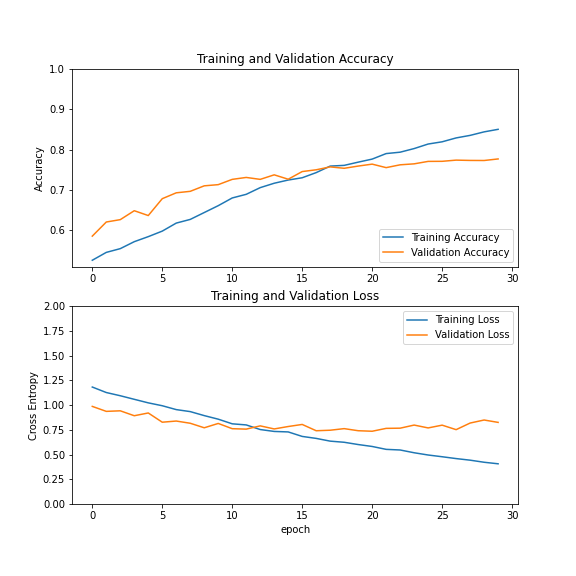 Training and Validation Accuracy
1.0
0.9
0.8
0.7
0.6
Accuracy
Training Accuracy
Validation Accuracy
0 5 10 15 20 25 30
Training and Validation Loss
2.00
1.75
1.50
1.25
1.00
0.75
0.50
0.25
0.00
Cross Entropy
Training Loss
Validation Loss
0 5 10 15 20 25 30
epoch